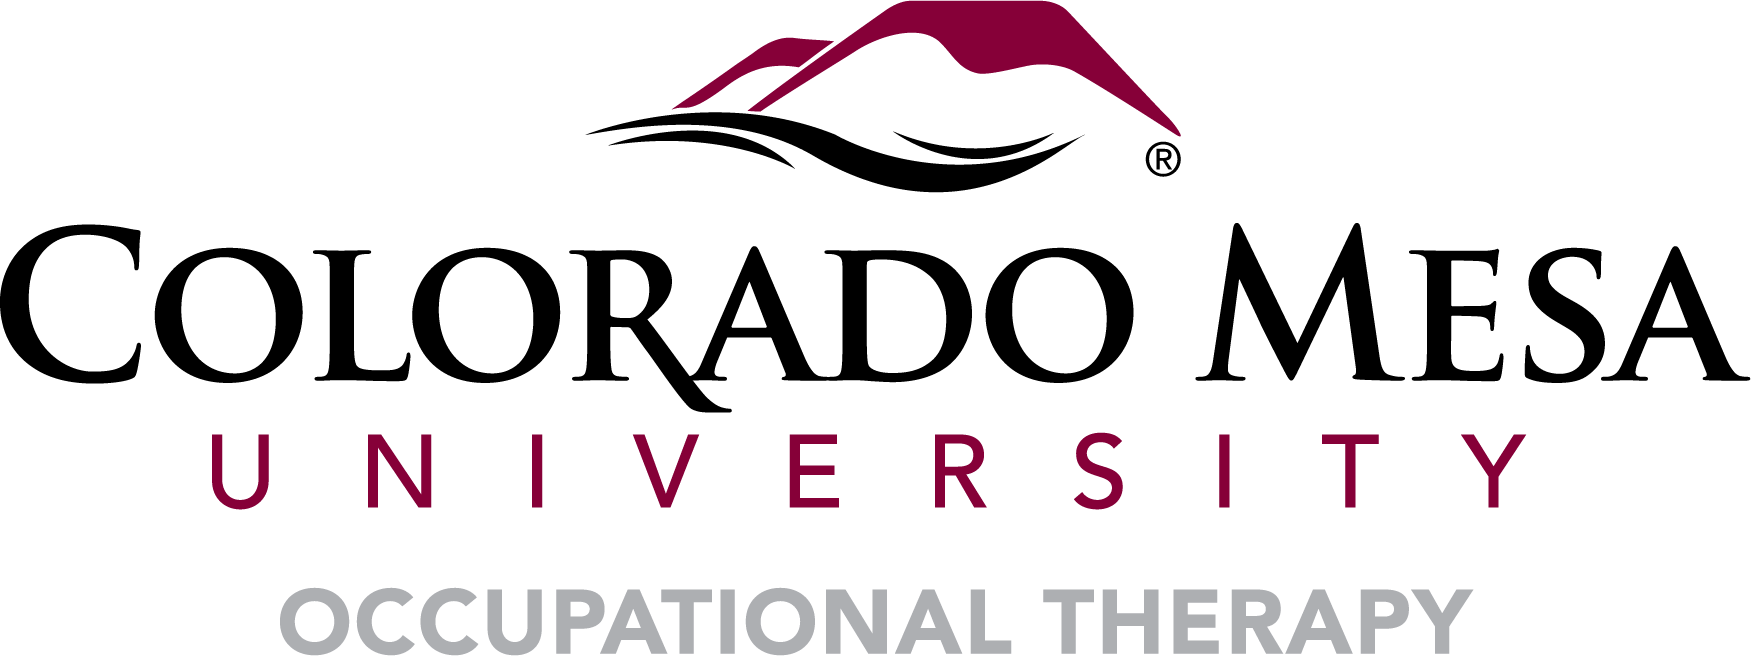 ®
COLORADO MESA
UNIVERSITY
OCCUPATIONAL THERAPY